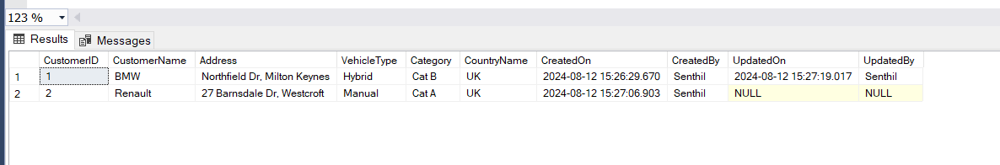 123 %
Results Messages
CustomerID CustomerName Address VehicleType Category CountryName CreatedOn CreatedBy UpdatedOn UpdatedBy
1 1 BMW Northfield Dr, Milton Keynes Hybrid Cat B UK 2024-08-12 15:26:29.670 Senthil 2024-08-12 15:27:19.017 Senthil
2 2 Renault 27 Barnsdale Dr, Westcroft Manual Cat A UK 2024-08-12 15:27:06.903 Senthil NULL NULL